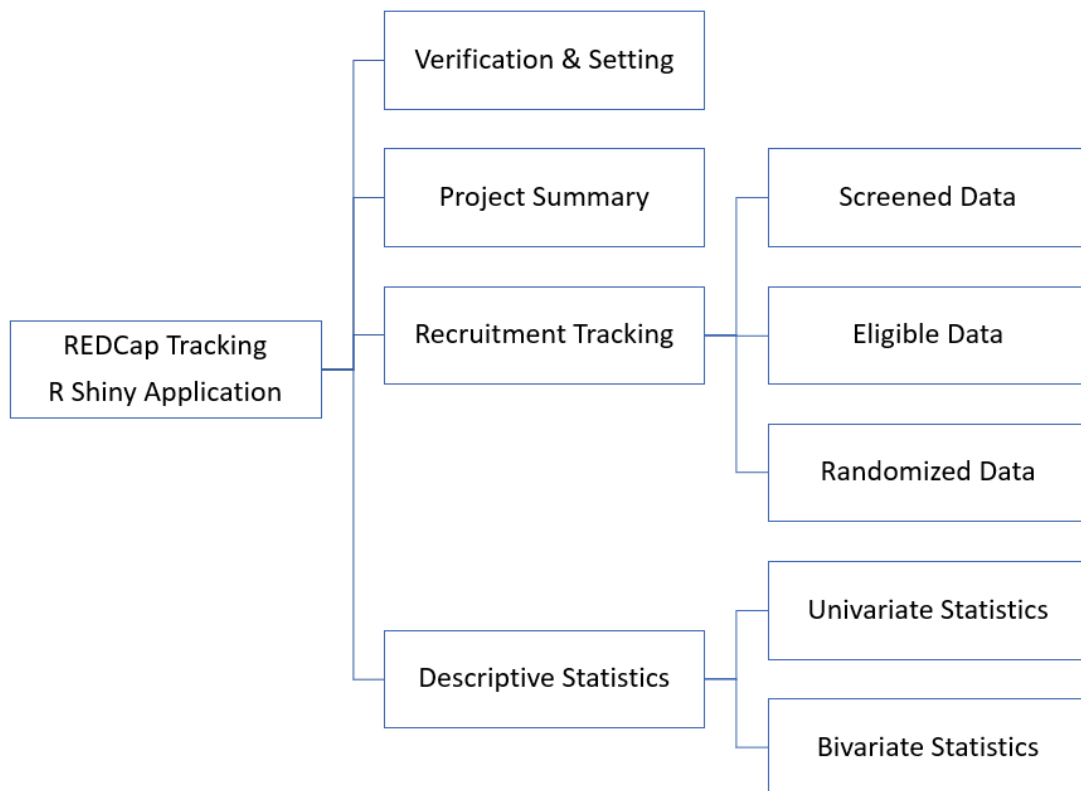 Verification & Setting
Project Summary
Screened Data
REDCap Tracking
R Shiny Application
Recruitment Tracking
Eligible Data
Randomized Data
Descriptive Statistics
Univariate Statistics
Bivariate Statistics